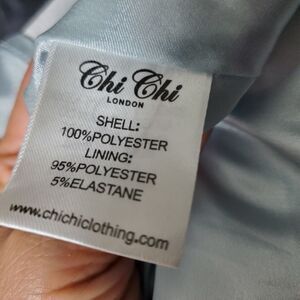 Chi Chi
LONDON
SHELL:
100%POLYESTER
LINING:
95%POLYESTER
5%ELASTANE
www.chichiclothing.com